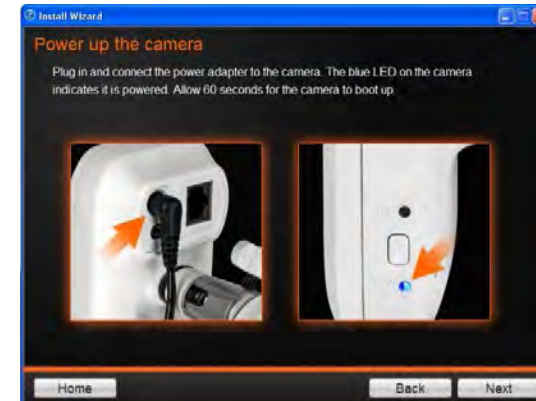 Install Wizard
Power up the camera
Plug in and connect the power adapter to the camera. The blue LED on the camera
indicates it is powered. Allow 60 seconds for the camera to boot up
Home
Back
Next